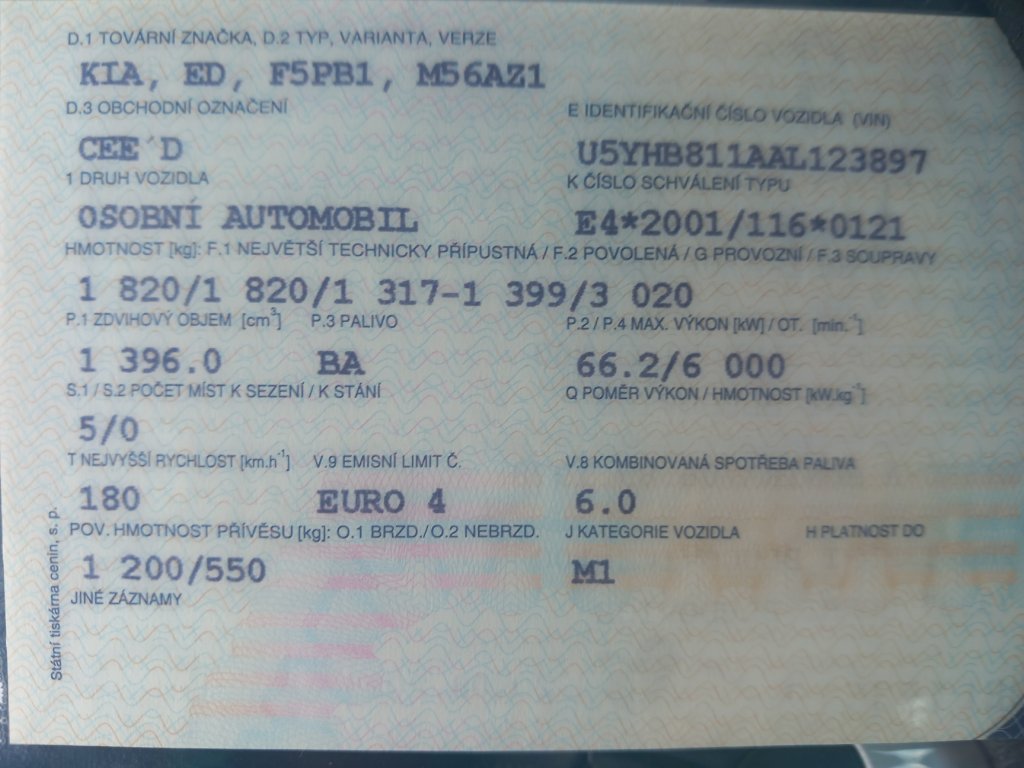 D.1 TOVÁRNÍ ZNAČKA, D.2 TYP, VARIANTA, VERZE
KIA, ED, F5PB1, M56AZ1
D.3 OBCHODNÍ OZNAČENÍ
E IDENTIFIKAČNÍ ČÍSLO VOZIDLA (VIN)
CEE´D
U5YHB811AAL123897
1 DRUH VOZIDLA
K ČÍSLO SCHVÁLENÍ TYPU
OSOBNÍ AUTOMOBIL
E4*2001/116*0121
HMOTNOST [kg]: F.1 NEJVĚTŠÍ TECHNICKY PŘÍPUSTNÁ / F.2 POVOLENÁ / G PROVOZNÍ / F.3 SOUPRAVY
1 820/1 820/1 317-1 399/3 020
P.1 ZDVIHOVÝ OBJEM [cm³] P.3 PALIVO P.2 / P.4 MAX. VÝKON [kW] / OT. [min.⁻¹]
1 396.0 BA 66.2/6 000
S.1 / S.2 POČET MÍST K SEZENÍ / K STÁNÍ Q POMĚR VÝKON / HMOTNOST [kW.kg⁻¹]
5/0
T NEJVYŠŠÍ RYCHLOST [km.h⁻¹] V.9 EMISNÍ LIMIT Č. V.8 KOMBINOVANÁ SPOTŘEBA PALIVA
180 EURO 4 6.0
POV. HMOTNOST PŘÍVĚSU [kg]: O.1 BRZD./O.2 NEBRZD. J KATEGORIE VOZIDLA H PLATNOST DO
1 200/550 M1
JINÉ ZÁZNAMY
Státní tiskárna cenin, s. p.